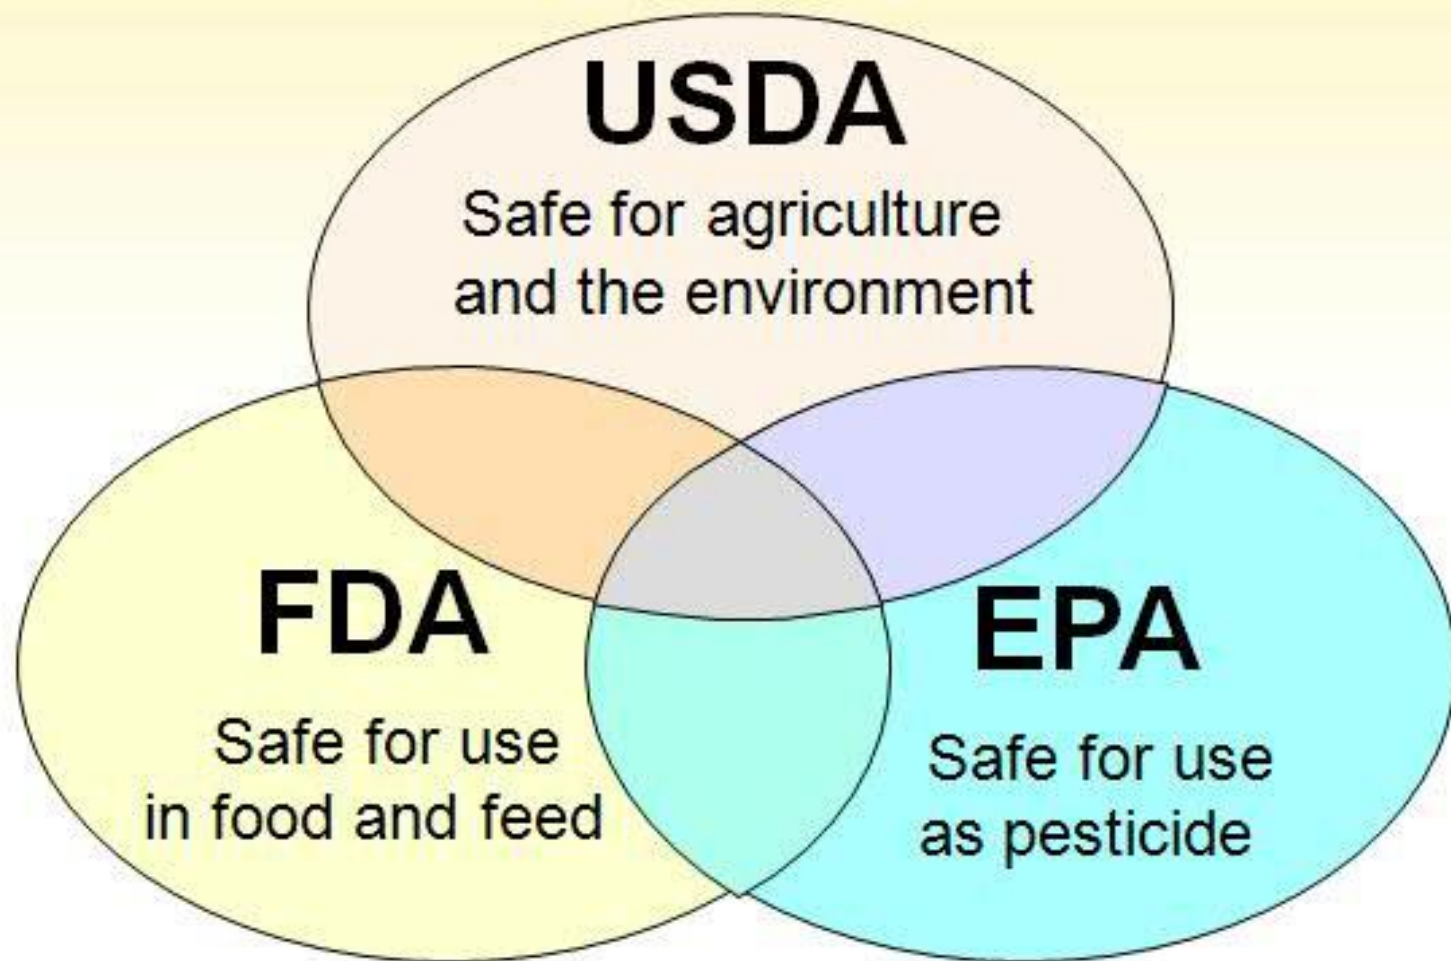 USDA
Safe for agriculture
and the environment
FDA
Safe for use
in food and feed
EPA
Safe for use
as pesticide